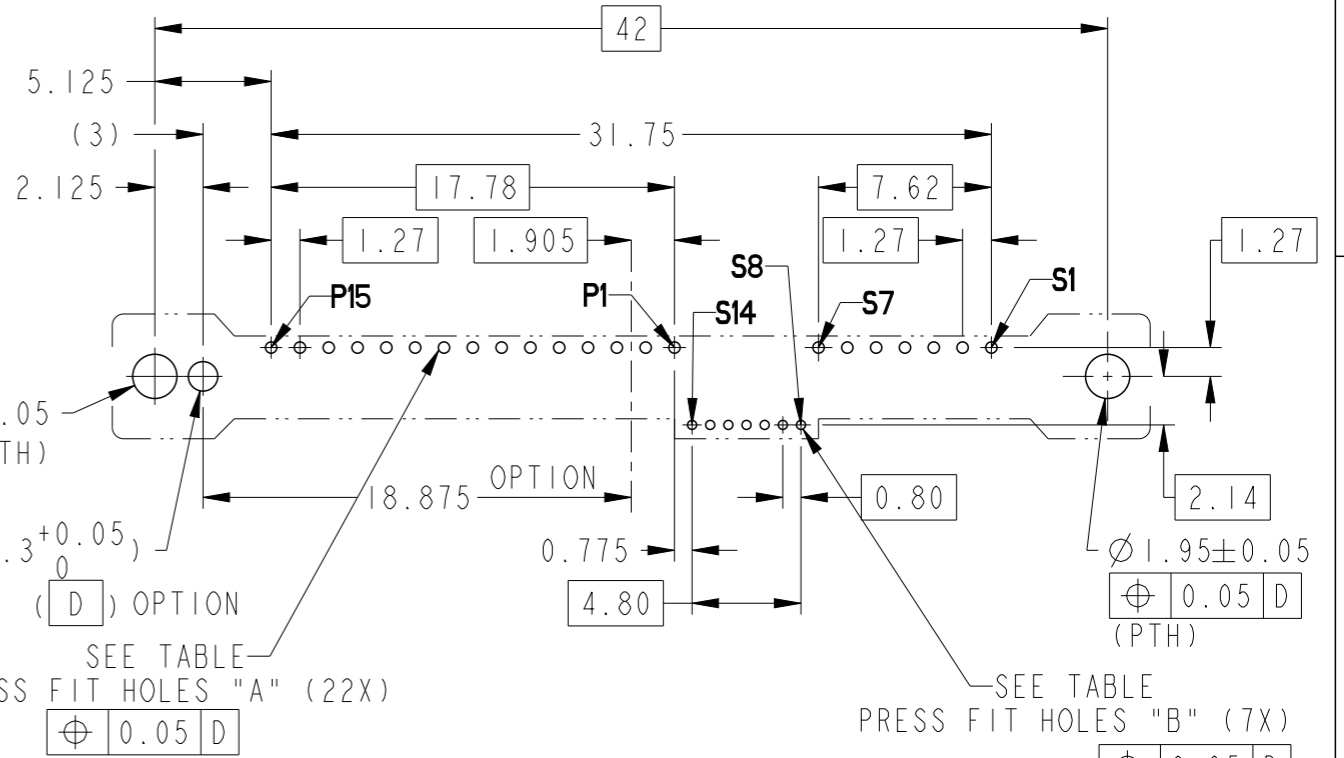 42
5.125
(3)
31.75
2.125
17.78
7.62
1.27
1.905
1.27
1.27
S8
P15
P1
S14
S7
S1
.05
TH)
18.875
OPTION
0.80
2.14
.3 +0.05 )
0
0.775
Ø1.95±0.05
( D ) OPTION
4.80
⌖ 0.05 D
(PTH)
SEE TABLE
SS FIT HOLES "A" (22X)
⌖ 0.05 D
SEE TABLE
PRESS FIT HOLES "B" (7X)